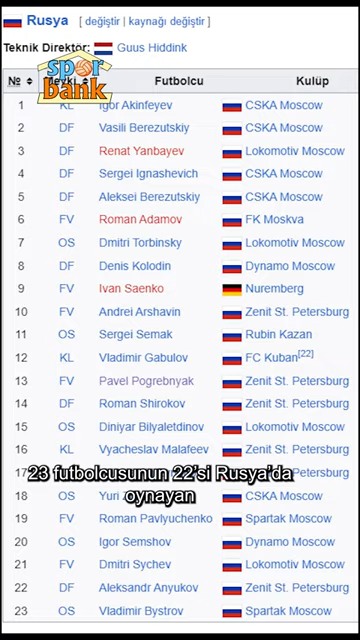 Rusya [ değiştir | kaynağı değiştir ]
Teknik Direktör: Guus Hiddink
spor
bank
№ Mevki Futbolcu Kulüp
1 KL Igor Akinfeyev CSKA Moscow
2 DF Vasili Berezutskiy CSKA Moscow
3 DF Renat Yanbayev Lokomotiv Moscow
4 DF Sergei Ignashevich CSKA Moscow
5 DF Aleksei Berezutskiy CSKA Moscow
6 FV Roman Adamov FK Moskva
7 OS Dmitri Torbinsky Lokomotiv Moscow
8 DF Denis Kolodin Dynamo Moscow
9 FV Ivan Saenko Nuremberg
10 FV Andrei Arshavin Zenit St. Petersburg
11 OS Sergei Semak Rubin Kazan
12 KL Vladimir Gabulov FC Kuban[22]
13 FV Pavel Pogrebnyak Zenit St. Petersburg
14 DF Roman Shirokov Zenit St. Petersburg
15 OS Diniyar Bilyaletdinov Lokomotiv Moscow
16 KL Vyacheslav Malafeev Zenit St. Petersburg
17 Zenit St. Petersburg
23 futbolcusunun 22'si Rusya'da
oynayan
18 OS Yuri CSKA Moscow
19 FV Roman Pavlyuchenko Spartak Moscow
20 OS Igor Semshov Dynamo Moscow
21 FV Dmitri Sychev Lokomotiv Moscow
22 DF Aleksandr Anyukov Zenit St. Petersburg
23 OS Vladimir Bystrov Spartak Moscow